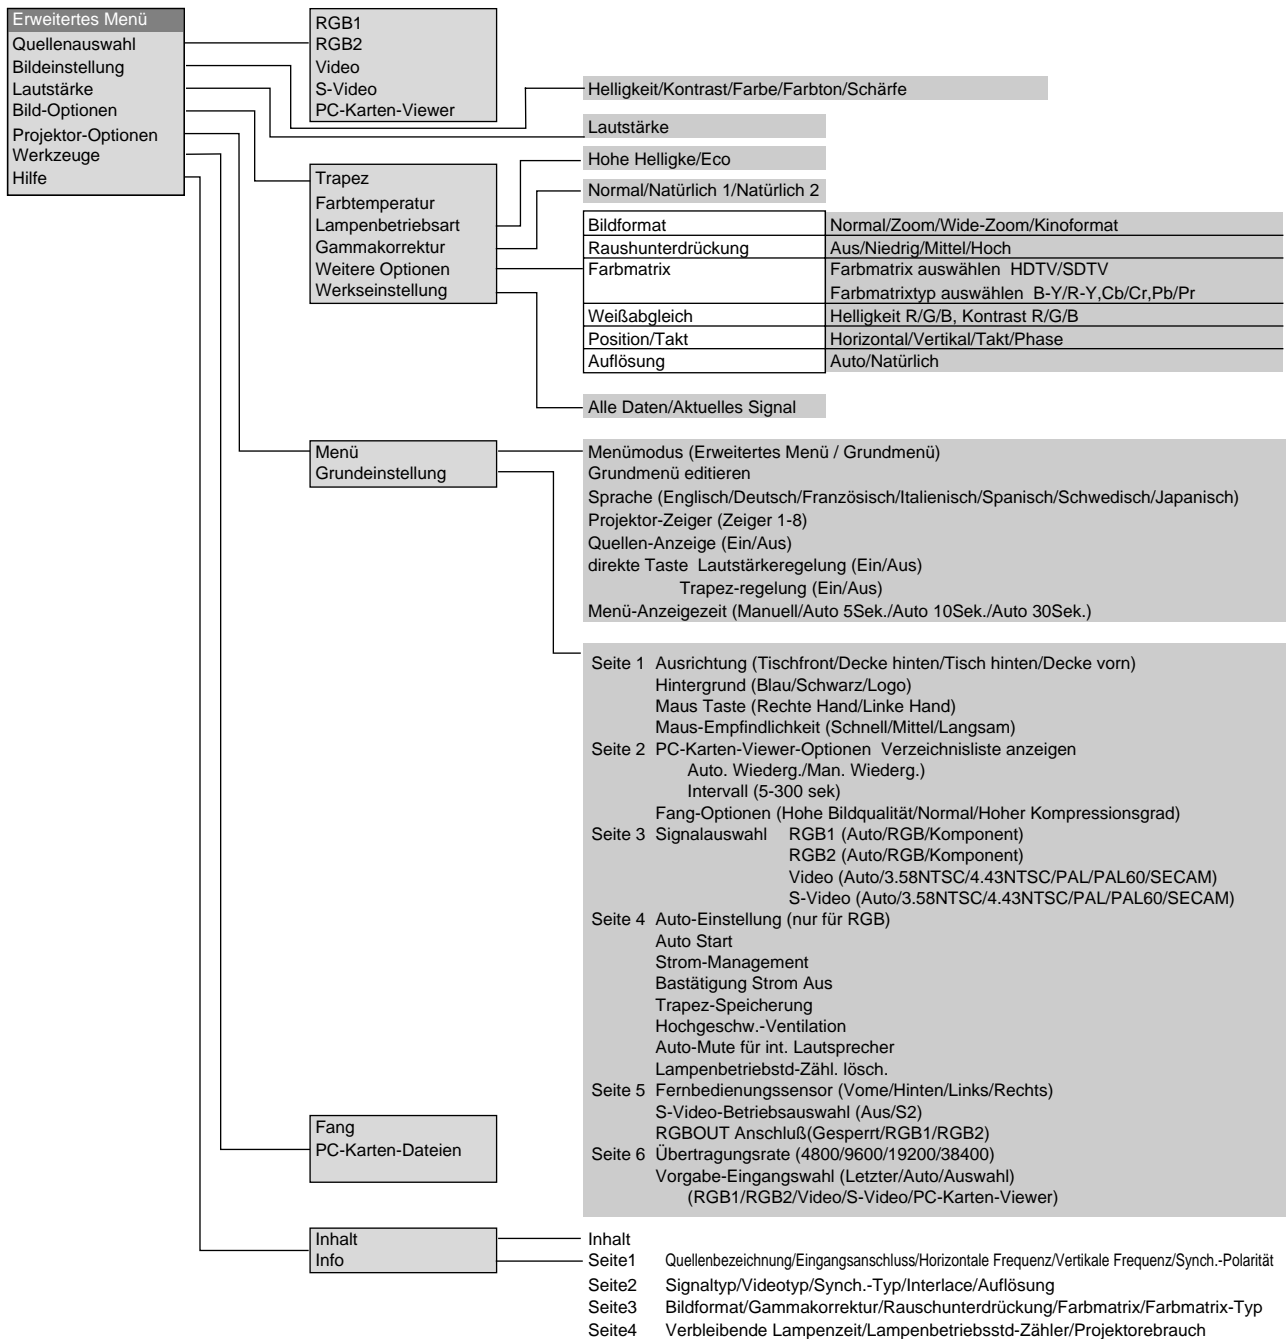 Erweitertes Menü
Quellenauswahl
Bildeinstellung
Lautstärke
Bild-Optionen
Projektor-Optionen
Werkzeuge
Hilfe
RGB1
RGB2
Video
S-Video
PC-Karten-Viewer
Helligkeit/Kontrast/Farbe/Farbton/Schärfe
Lautstärke
Trapez
Farbtemperatur
Lampenbetriebsart
Gammakorrektur
Weitere Optionen
Werkseinstellung
Hohe Helligke/Eco
Normal/Natürlich 1/Natürlich 2
Bildformat Normal/Zoom/Wide-Zoom/Kinoformat
Raushunterdrückung Aus/Niedrig/Mittel/Hoch
Farbmatrix Farbmatrix auswählen HDTV/SDTV
Farbmatrixtyp auswählen B-Y/R-Y,Cb/Cr,Pb/Pr
Weißabgleich Helligkeit R/G/B, Kontrast R/G/B
Position/Takt Horizontal/Vertikal/Takt/Phase
Auflösung Auto/Natürlich
Alle Daten/Aktuelles Signal
Menü
Grundeinstellung
Menümodus (Erweitertes Menü / Grundmenü)
Grundmenü editieren
Sprache (Englisch/Deutsch/Französisch/Italienisch/Spanisch/Schwedisch/Japanisch)
Projektor-Zeiger (Zeiger 1-8)
Quellen-Anzeige (Ein/Aus)
direkte Taste Lautstärkeregelung (Ein/Aus)
Trapez-regelung (Ein/Aus)
Menü-Anzeigezeit (Manuell/Auto 5Sek./Auto 10Sek./Auto 30Sek.)
Seite 1 Ausrichtung (Tischfront/Decke hinten/Tisch hinten/Decke vorn)
Hintergrund (Blau/Schwarz/Logo)
Maus Taste (Rechte Hand/Linke Hand)
Maus-Empfindlichkeit (Schnell/Mittel/Langsam)
Seite 2 PC-Karten-Viewer-Optionen Verzeichnisliste anzeigen
Auto. Wiederg./Man. Wiederg.)
Intervall (5-300 sek)
Fang-Optionen (Hohe Bildqualität/Normal/Hoher Kompressionsgrad)
Seite 3 Signalauswahl RGB1 (Auto/RGB/Komponent)
RGB2 (Auto/RGB/Komponent)
Video (Auto/3.58NTSC/4.43NTSC/PAL/PAL60/SECAM)
S-Video (Auto/3.58NTSC/4.43NTSC/PAL/PAL60/SECAM)
Seite 4 Auto-Einstellung (nur für RGB)
Auto Start
Strom-Management
Bastätigung Strom Aus
Trapez-Speicherung
Hochgeschw.-Ventilation
Auto-Mute für int. Lautsprecher
Lampenbetriebstd-Zähl. lösch.
Seite 5 Fernbedienungssensor (Vome/Hinten/Links/Rechts)
S-Video-Betriebsauswahl (Aus/S2)
RGBOUT Anschluß(Gesperrt/RGB1/RGB2)
Seite 6 Übertragungsrate (4800/9600/19200/38400)
Vorgabe-Eingangswahl (Letzter/Auto/Auswahl)
(RGB1/RGB2/Video/S-Video/PC-Karten-Viewer)
Fang
PC-Karten-Dateien
Inhalt
Info
Inhalt
Seite1 Quellenbezeichnung/Eingangsanschluss/Horizontale Frequenz/Vertikale Frequenz/Synch.-Polarität
Seite2 Signaltyp/Videotyp/Synch.-Typ/Interlace/Auflösung
Seite3 Bildformat/Gammakorrektur/Rauschunterdrückung/Farbmatrix/Farbmatrix-Typ
Seite4 Verbleibende Lampenzeit/Lampenbetriebsstd-Zähler/Projektorebrauch